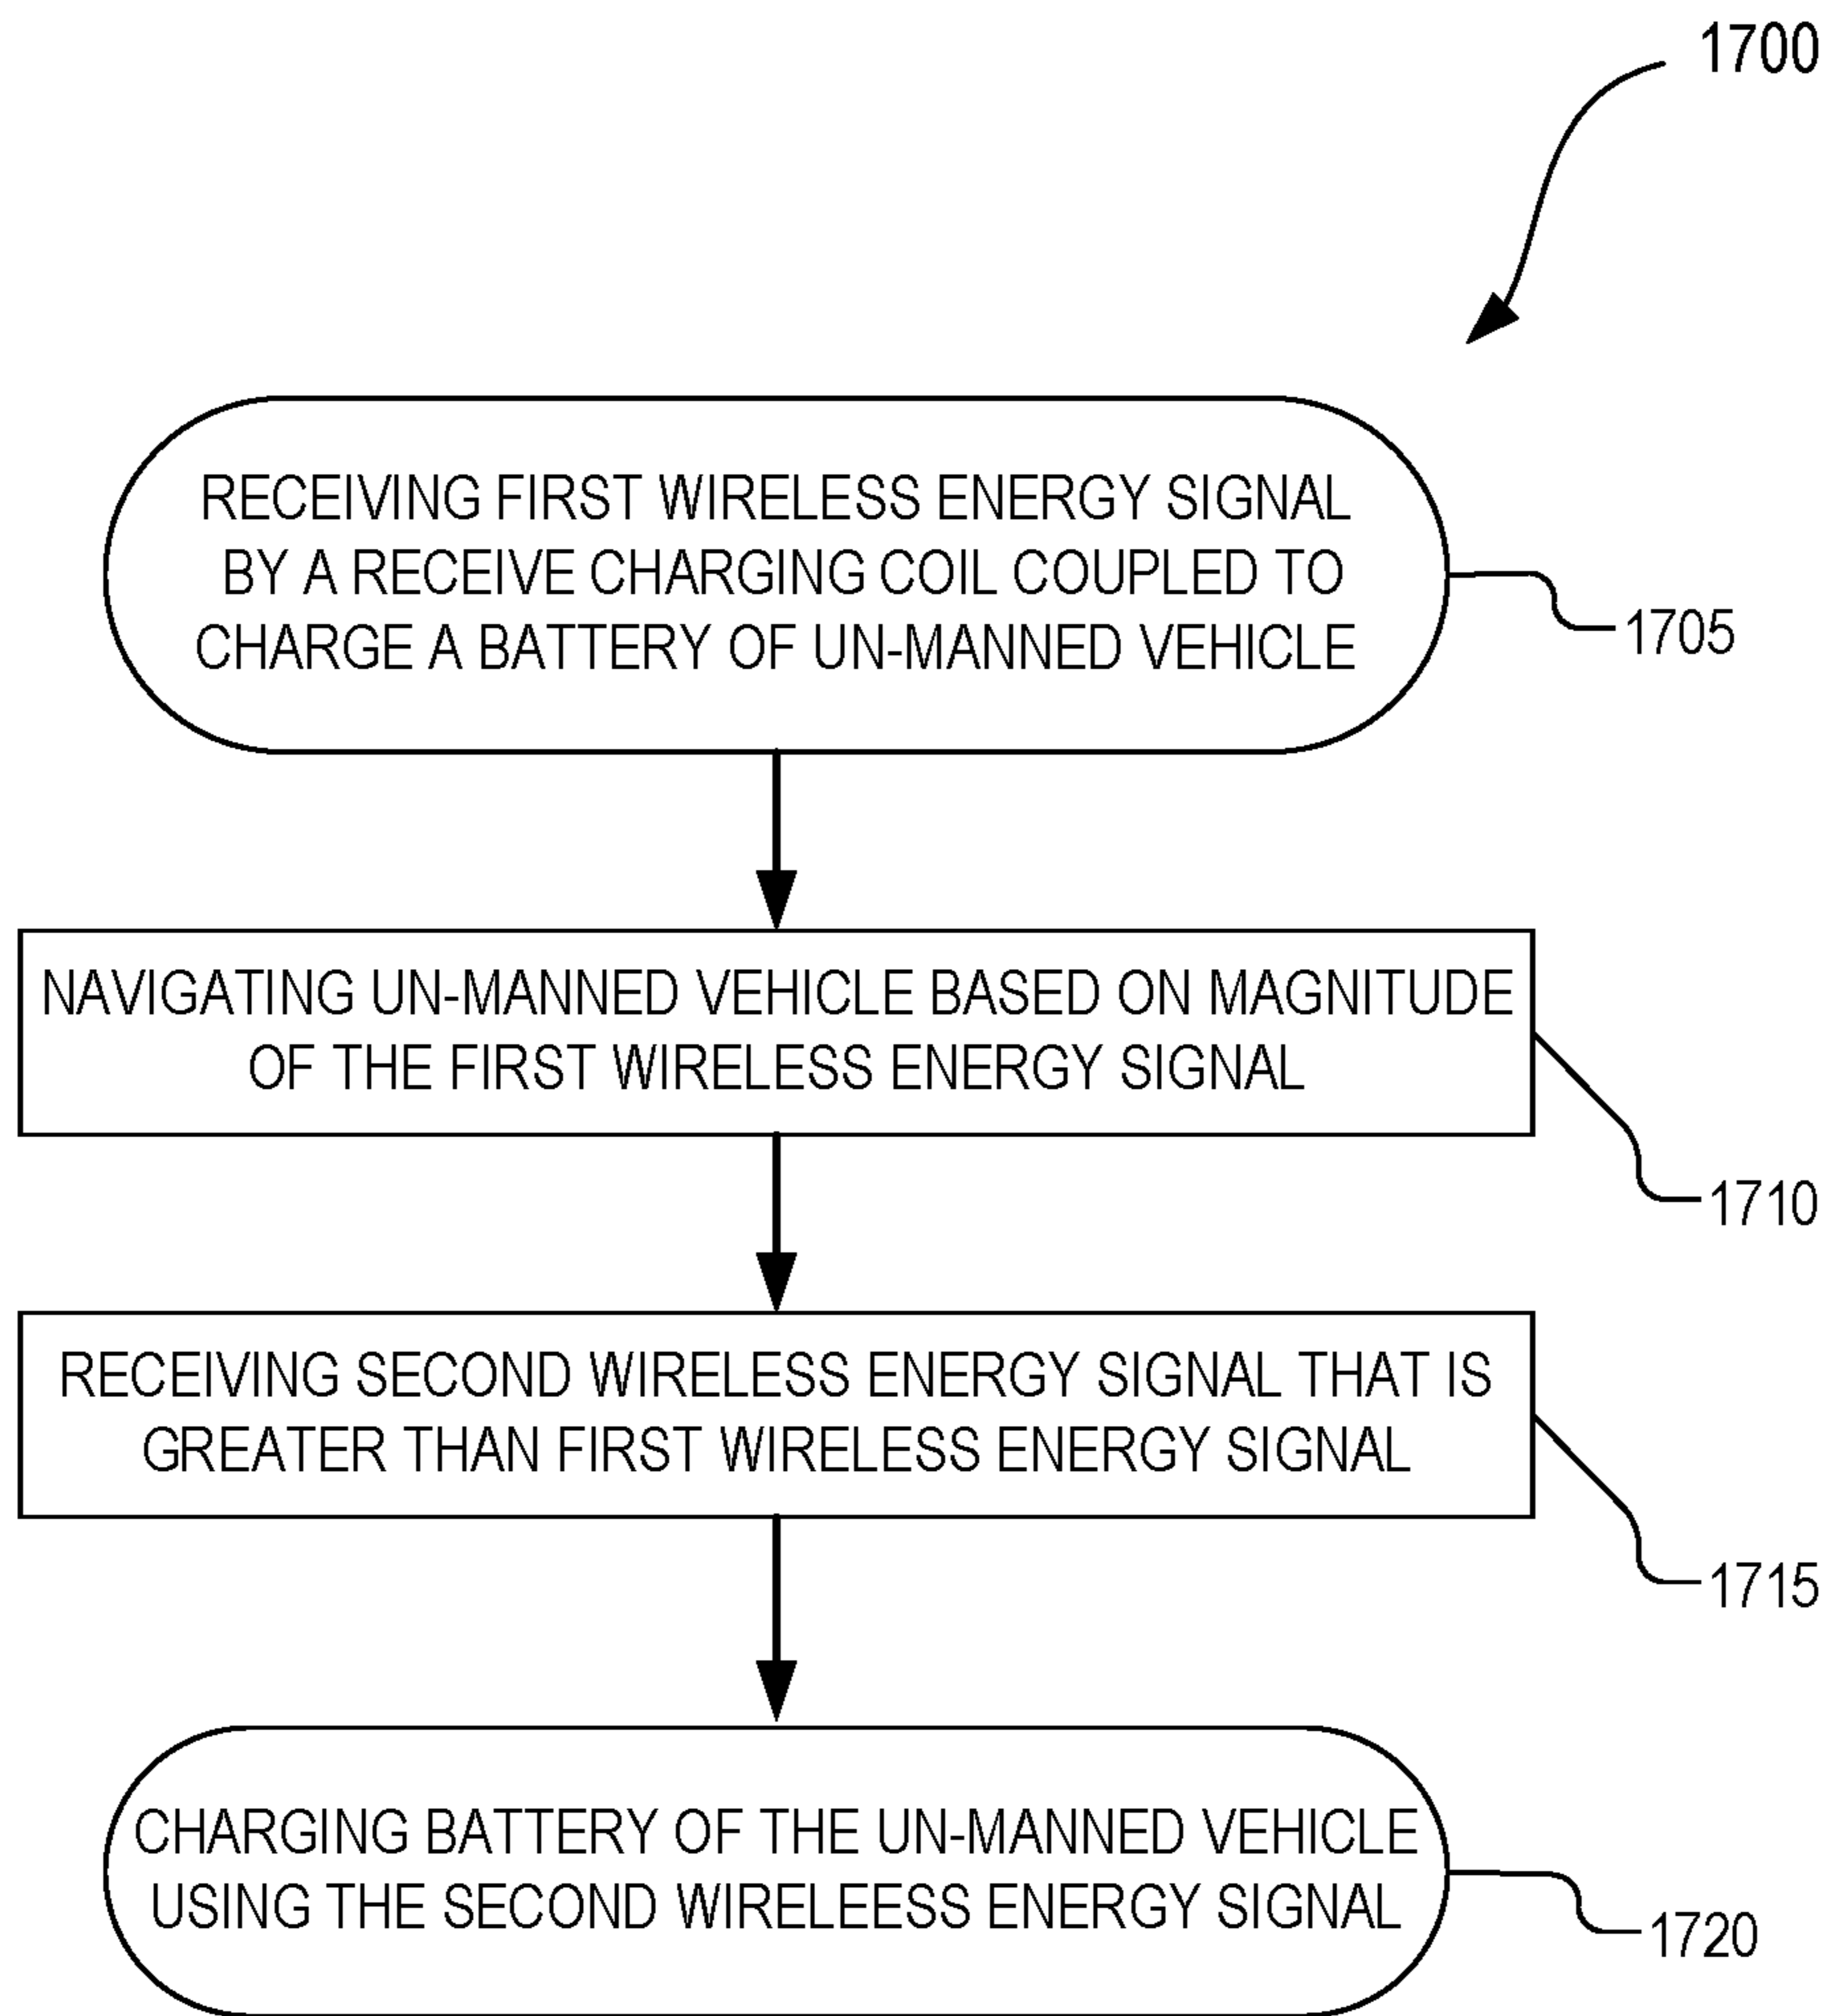 1700
RECEIVING FIRST WIRELESS ENERGY SIGNAL
BY A RECEIVE CHARGING COIL COUPLED TO
CHARGE A BATTERY OF UN-MANNED VEHICLE
1705
NAVIGATING UN-MANNED VEHICLE BASED ON MAGNITUDE
OF THE FIRST WIRELESS ENERGY SIGNAL
1710
RECEIVING SECOND WIRELESS ENERGY SIGNAL THAT IS
GREATER THAN FIRST WIRELESS ENERGY SIGNAL
1715
CHARGING BATTERY OF THE UN-MANNED VEHICLE
USING THE SECOND WIRELEESS ENERGY SIGNAL
1720